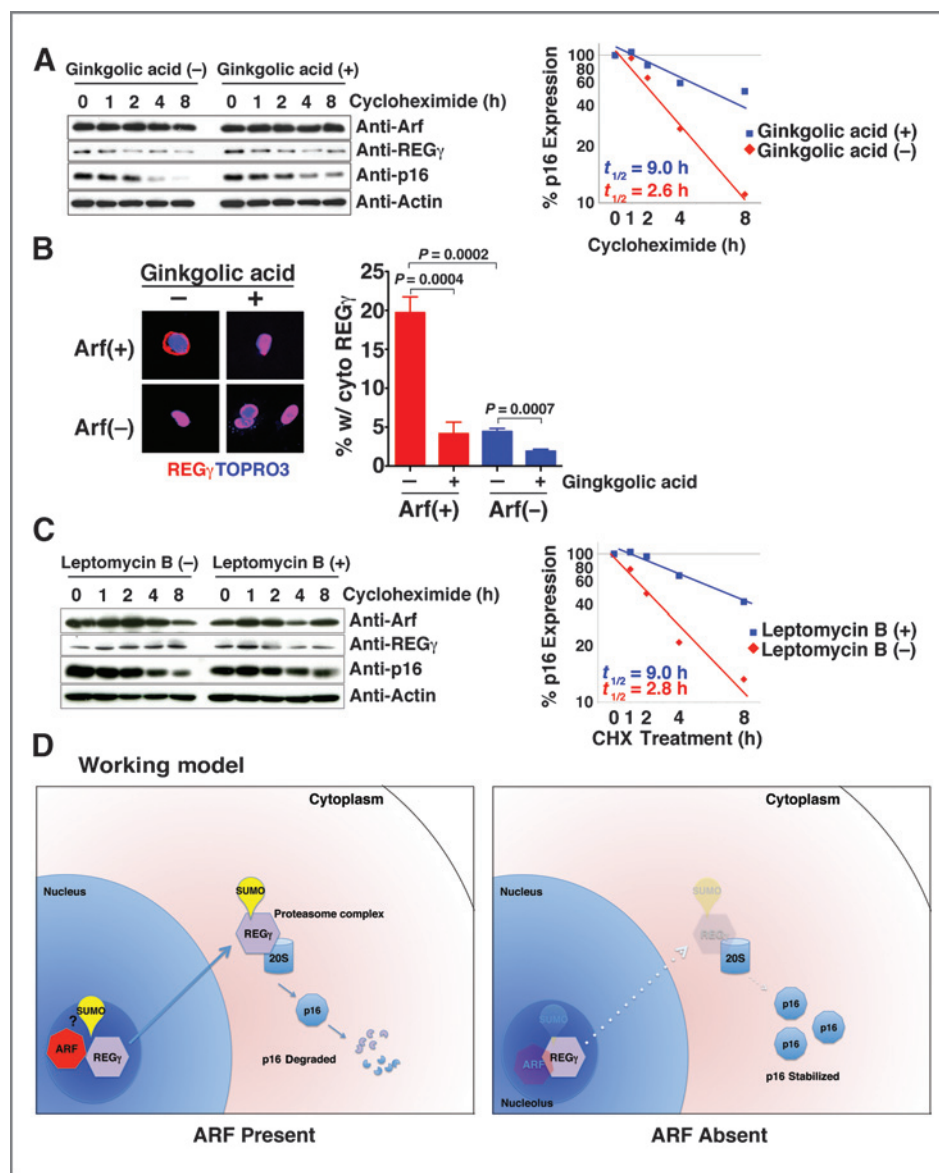 A
Ginkgolic acid (–) Ginkgolic acid (+)
0 1 2 4 8 0 1 2 4 8 Cycloheximide (h)
Anti-Arf
Anti-REGγ
Anti-p16
Anti-Actin
% p16 Expression
100
80
60
40
20
10
t1/2 = 9.0 h
t1/2 = 2.6 h
0 1 2 4 8
Cycloheximide (h)
Ginkgolic acid (+)
Ginkgolic acid (–)
B
Ginkgolic acid
– +
Arf(+)
Arf(–)
REGγ TOPRO3
% w/ cyto REGγ
25
20
15
10
5
0
P = 0.0002
P = 0.0004
P = 0.0007
– + – + Gingkgolic acid
Arf(+) Arf(–)
C
Leptomycin B (–) Leptomycin B (+)
0 1 2 4 8 0 1 2 4 8 Cycloheximide (h)
Anti-Arf
Anti-REGγ
Anti-p16
Anti-Actin
% p16 Expression
100
80
60
40
20
10
t1/2 = 9.0 h
t1/2 = 2.8 h
0 1 2 4 8
CHX Treatment (h)
Leptomycin B (+)
Leptomycin B (–)
D
Working model
Cytoplasm
Nucleus
SUMO
Proteasome complex
REGγ
20S
p16
p16 Degraded
?
SUMO
ARF
REGγ
ARF Present
Cytoplasm
SUMO
REGγ
20S
p16
p16
p16
p16 Stabilized
SUMO
REGγ
ARF
Nucleolus
ARF Absent